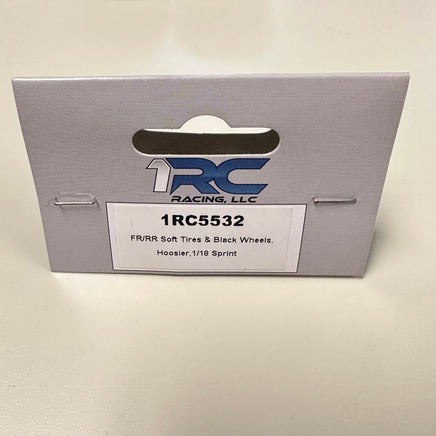 1RC
RACING, LLC
1RC5532
FR/RR Soft Tires & Black Wheels,
Hoosier,1/18 Sprint